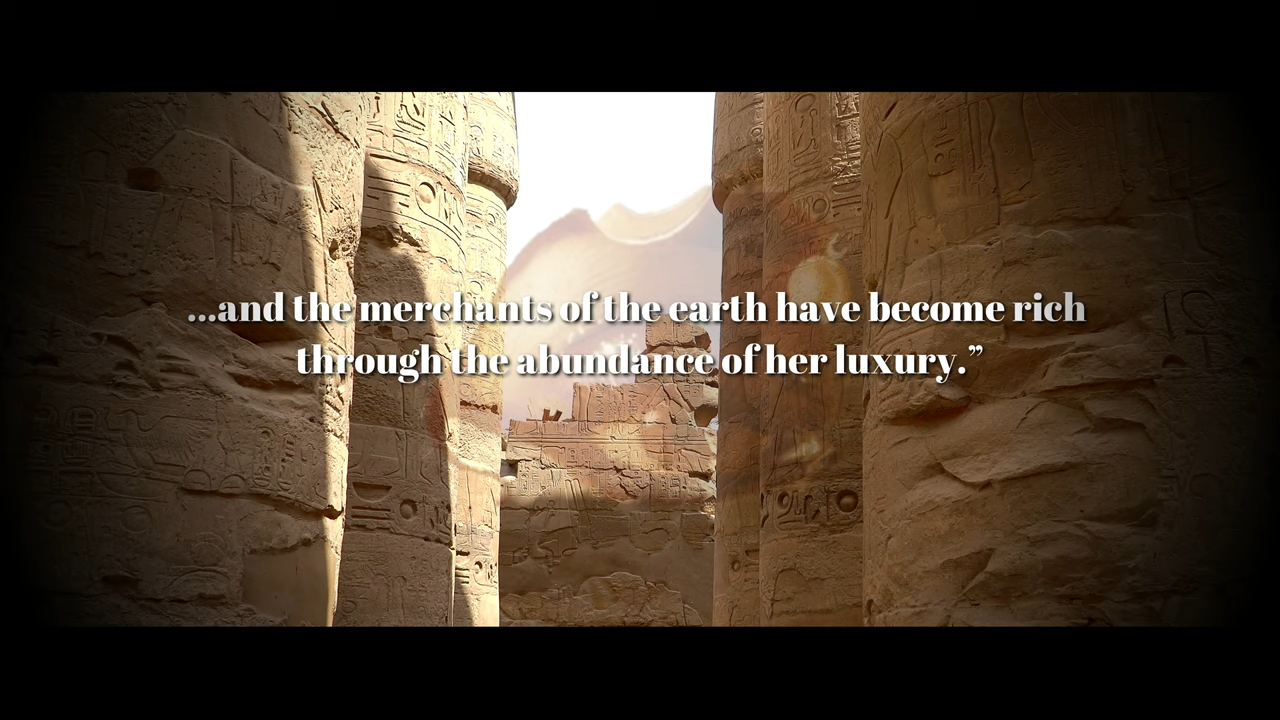 ...and the merchants of the earth have become rich
through the abundance of her luxury.”